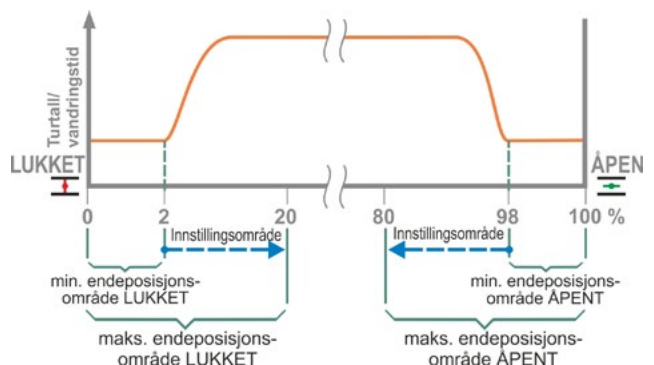 Turtall/
vandringstid
LUKKET
ÅPEN
0 2 20 80 98 100 %
Innstillingsområde Innstillingsområde
min. endeposisjons-
område LUKKET
min. endeposisjons-
område ÅPENT
maks. endeposisjons-
område LUKKET
maks. endeposisjons-
område ÅPENT